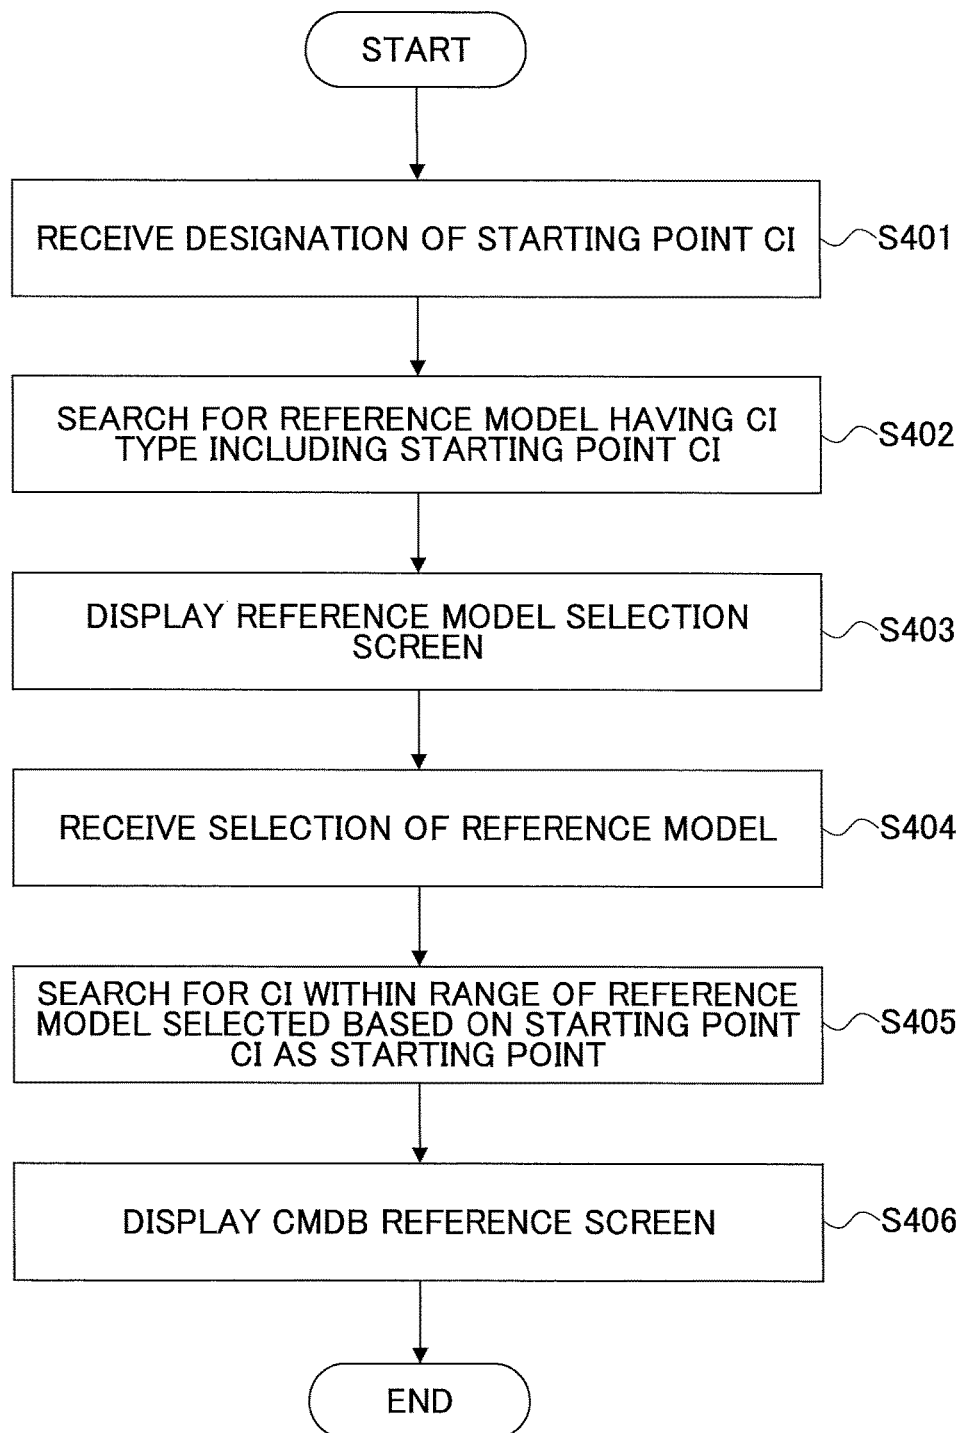 START
RECEIVE DESIGNATION OF STARTING POINT CI
S401
SEARCH FOR REFERENCE MODEL HAVING CI
TYPE INCLUDING STARTING POINT CI
S402
DISPLAY REFERENCE MODEL SELECTION
SCREEN
S403
RECEIVE SELECTION OF REFERENCE MODEL
S404
SEARCH FOR CI WITHIN RANGE OF REFERENCE
MODEL SELECTED BASED ON STARTING POINT
CI AS STARTING POINT
S405
DISPLAY CMDB REFERENCE SCREEN
S406
END